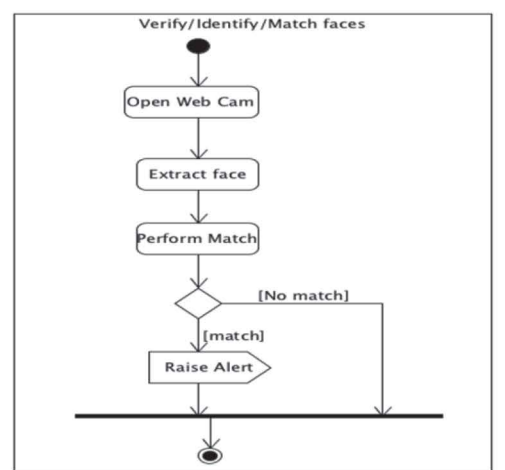 Verify/Identify/Match faces
Open Web Cam
Extract face
Perform Match
[No match]
[match]
Raise Alert